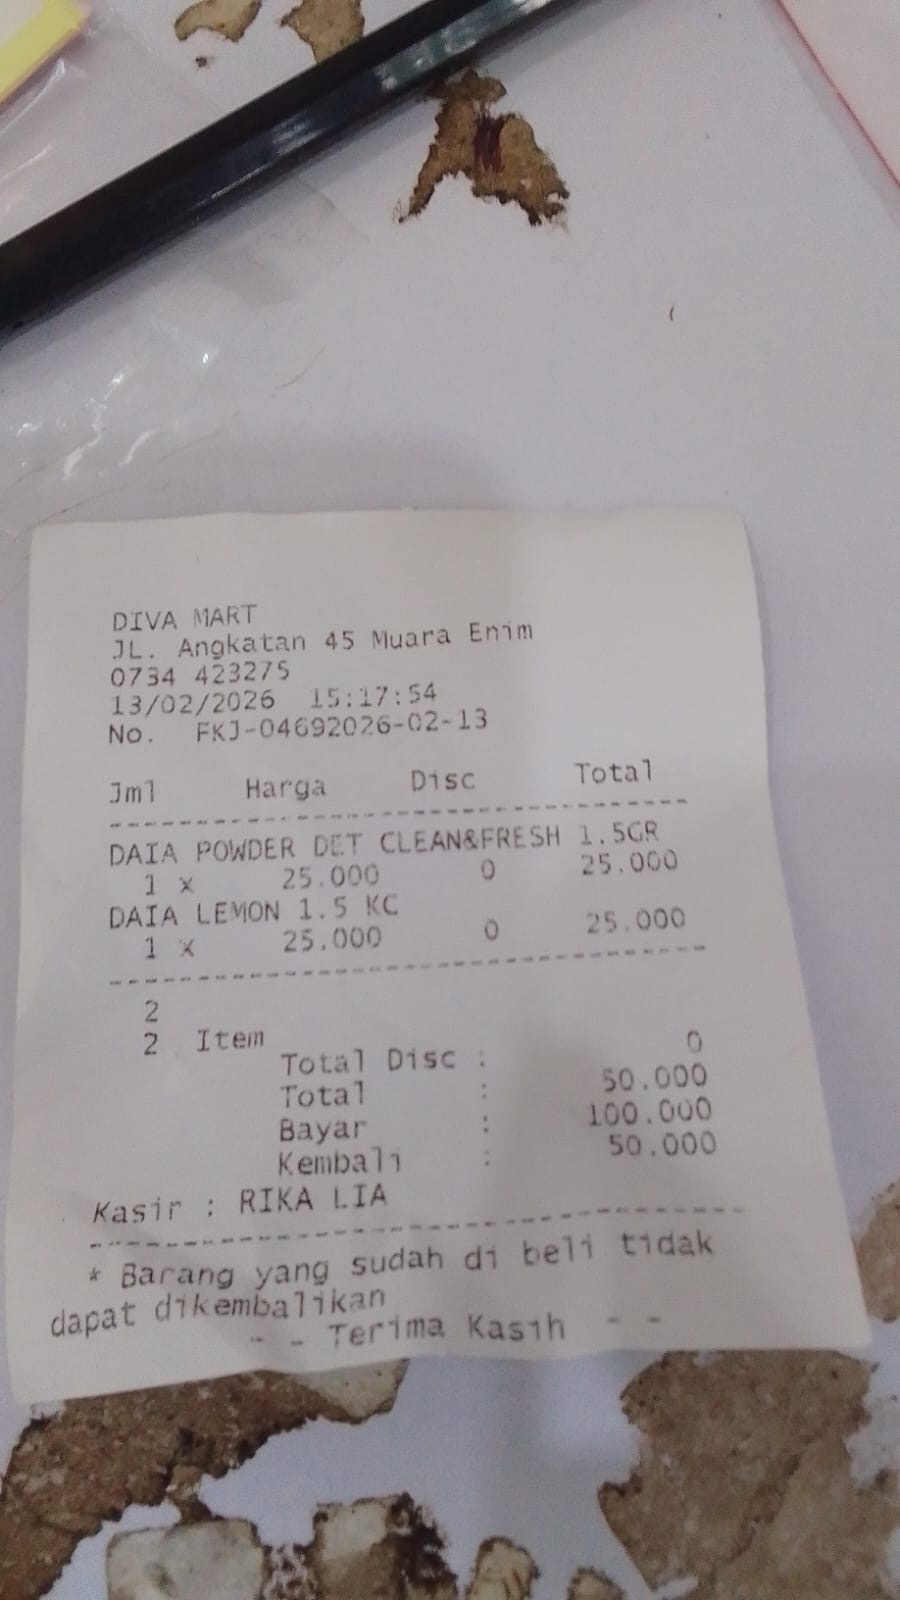 DIVA MART
JL. Angkatan 45 Muara Enim
0734 423275
13/02/2026 15:17:54
No. FKJ-04692026-02-13
Jml Harga Disc Total
DAIA POWDER DET CLEAN&FRESH 1.5GR
1 x 25.000 0 25.000
DAIA LEMON 1.5 KG
1 x 25.000 0 25.000
2
2 Item
Total Disc : 0
Total : 50.000
Bayar : 100.000
Kembali : 50.000
Kasir : RIKA LIA
* Barang yang sudah di beli tidak
dapat dikembalikan
- - Terima Kasih - -